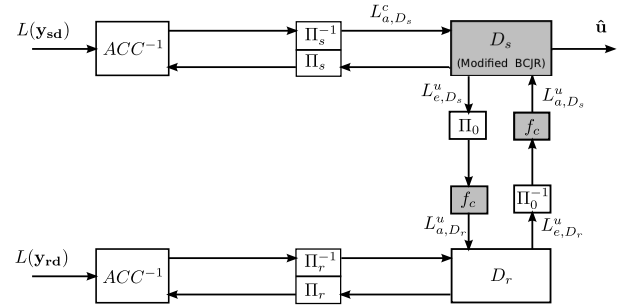 L(y_sd)
ACC⁻¹
Π_s⁻¹
Π_s
L^c_{a,D_s}
D_s
(Modified BCJR)
û
L^u_{e,D_s}
L^u_{a,D_s}
Π_0
f_c
f_c
Π_0⁻¹
L^u_{a,D_r}
L^u_{e,D_r}
L(y_rd)
ACC⁻¹
Π_r⁻¹
Π_r
D_r